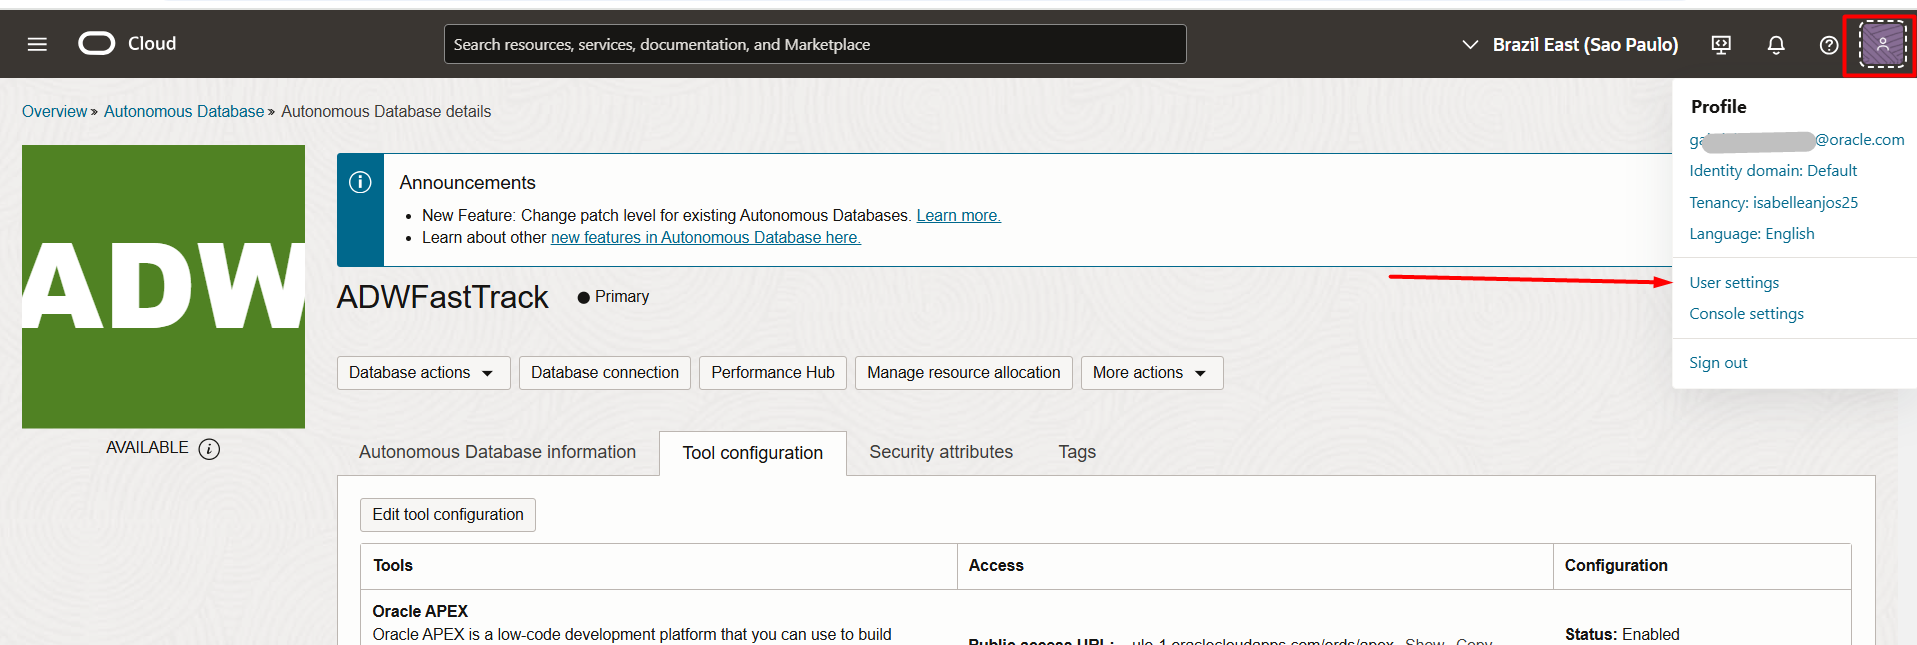 Cloud
Search resources, services, documentation, and Marketplace
Brazil East (Sao Paulo)
Overview » Autonomous Database » Autonomous Database details
Profile
@oracle.com
Identity domain: Default
Tenancy: isabelleanjos25
Language: English
User settings
Console settings
Sign out
ADW
AVAILABLE
Announcements
New Feature: Change patch level for existing Autonomous Databases. Learn more.
Learn about other new features in Autonomous Database here.
ADWFastTrack
Primary
Database actions
Database connection
Performance Hub
Manage resource allocation
More actions
Autonomous Database information
Tool configuration
Security attributes
Tags
Edit tool configuration
Tools
Access
Configuration
Oracle APEX
Oracle APEX is a low-code development platform that you can use to build
Public access URL: ...ulo-1.oraclecloudapps.com/ords/apex Show Copy
Status: Enabled